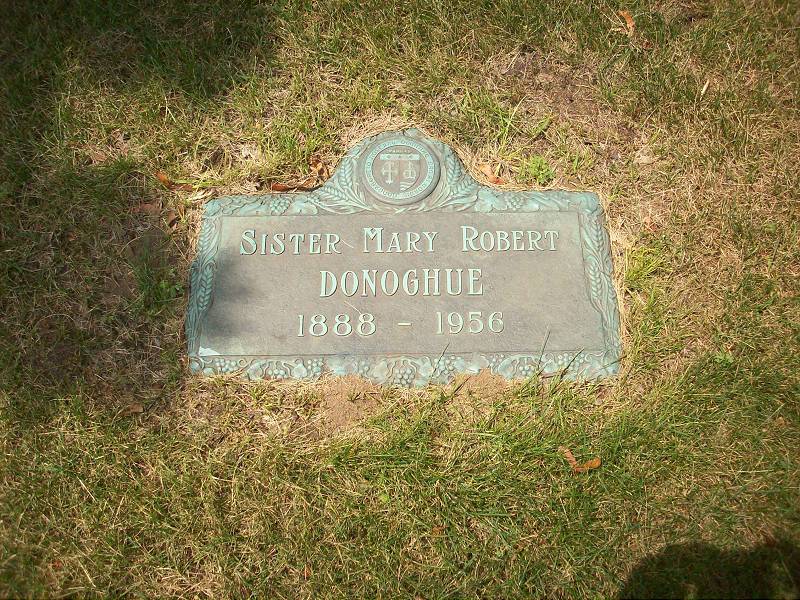 Sister Mary Robert
DONOGHUE
1888 - 1956